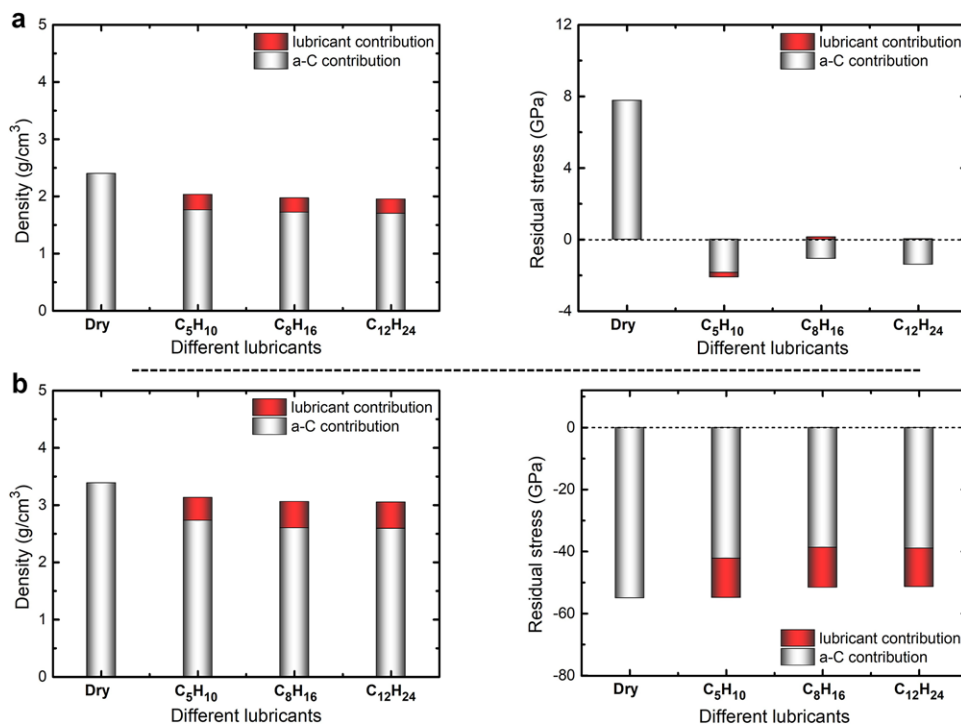 a
5
4
3
2
1
0
Density (g/cm³)
lubricant contribution
a-C contribution
Dry
C₅H₁₀
C₈H₁₆
C₁₂H₂₄
Different lubricants
12
8
4
0
-4
Residual stress (GPa)
lubricant contribution
a-C contribution
Dry
C₅H₁₀
C₈H₁₆
C₁₂H₂₄
Different lubricants
b
5
4
3
2
1
0
Density (g/cm³)
lubricant contribution
a-C contribution
Dry
C₅H₁₀
C₈H₁₆
C₁₂H₂₄
Different lubricants
0
-20
-40
-60
-80
Residual stress (GPa)
lubricant contribution
a-C contribution
Dry
C₅H₁₀
C₈H₁₆
C₁₂H₂₄
Different lubricants